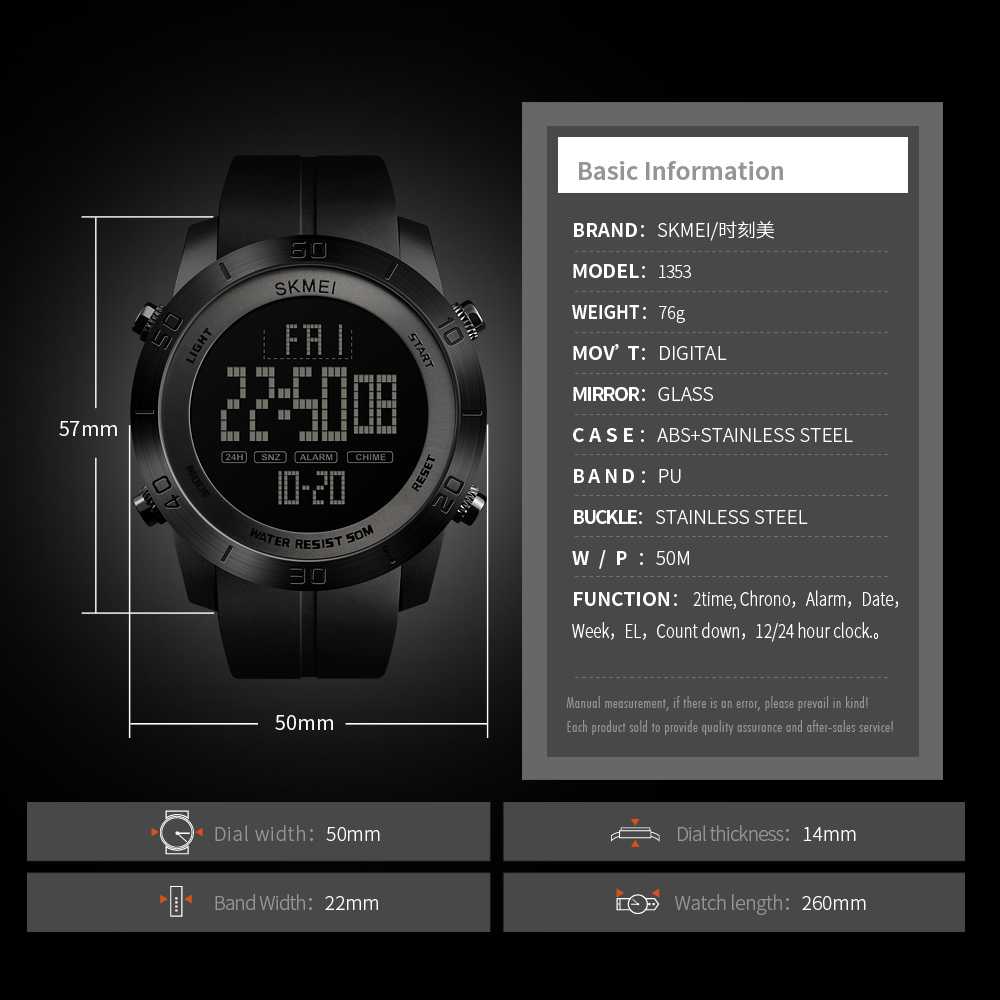 60
SKMEI
50
10
LIGHT
START
FRI
22:50 08
24H SNZ ALARM CHIME
10-20
MODE
RESET
40
20
WATER RESIST 50M
30
57mm
50mm
Basic Information
BRAND: SKMEI/时刻美
MODEL: 1353
WEIGHT: 76g
MOV'T: DIGITAL
MIRROR: GLASS
CASE: ABS+STAINLESS STEEL
BAND: PU
BUCKLE: STAINLESS STEEL
W / P : 50M
FUNCTION: 2time, Chrono, Alarm, Date,
Week, EL, Count down, 12/24 hour clock.。
Manual measurement, if there is an error, please prevail in kind!
Each product sold to provide quality assurance and after-sales service!
Dial width: 50mm
Dial thickness: 14mm
Band Width: 22mm
Watch length: 260mm